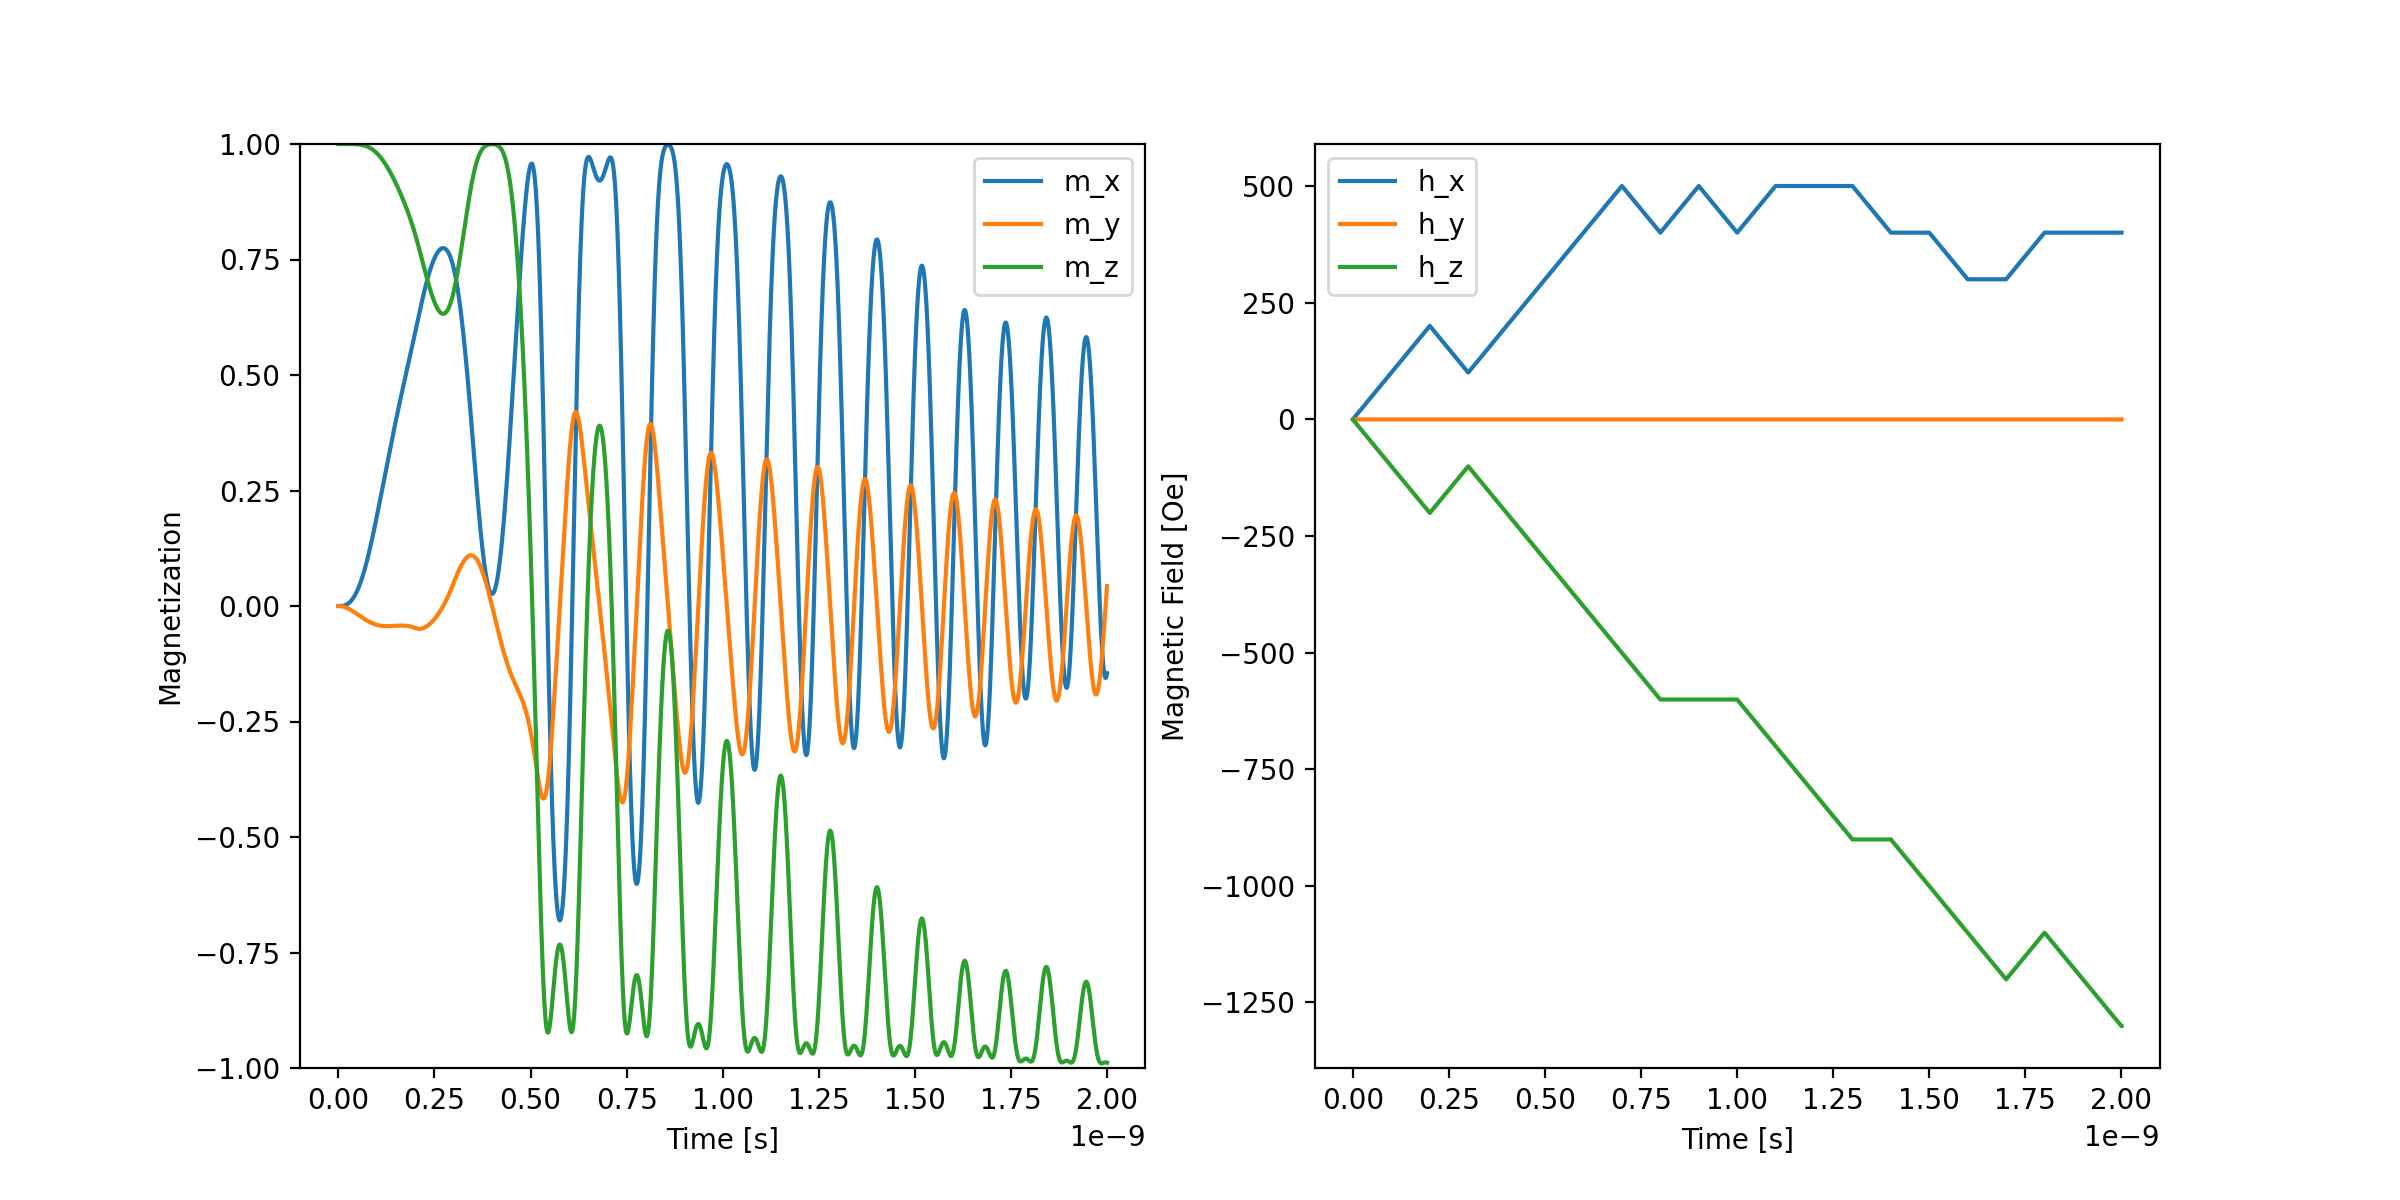 Magnetization
1.00
0.75
0.50
0.25
0.00
−0.25
−0.50
−0.75
−1.00
m_x
m_y
m_z
0.00 0.25 0.50 0.75 1.00 1.25 1.50 1.75 2.00
Time [s]
1e−9
Magnetic Field [Oe]
500
250
0
−250
−500
−750
−1000
−1250
h_x
h_y
h_z
0.00 0.25 0.50 0.75 1.00 1.25 1.50 1.75 2.00
Time [s]
1e−9